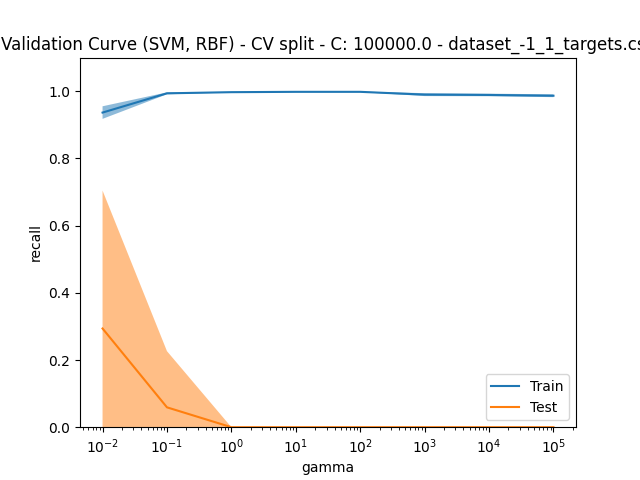 Validation Curve (SVM, RBF) - CV split - C: 100000.0 - dataset_-1_1_targets.cs
1.0
0.8
0.6
0.4
0.2
0.0
recall
Train
Test
10⁻² 10⁻¹ 10⁰ 10¹ 10² 10³ 10⁴ 10⁵
gamma